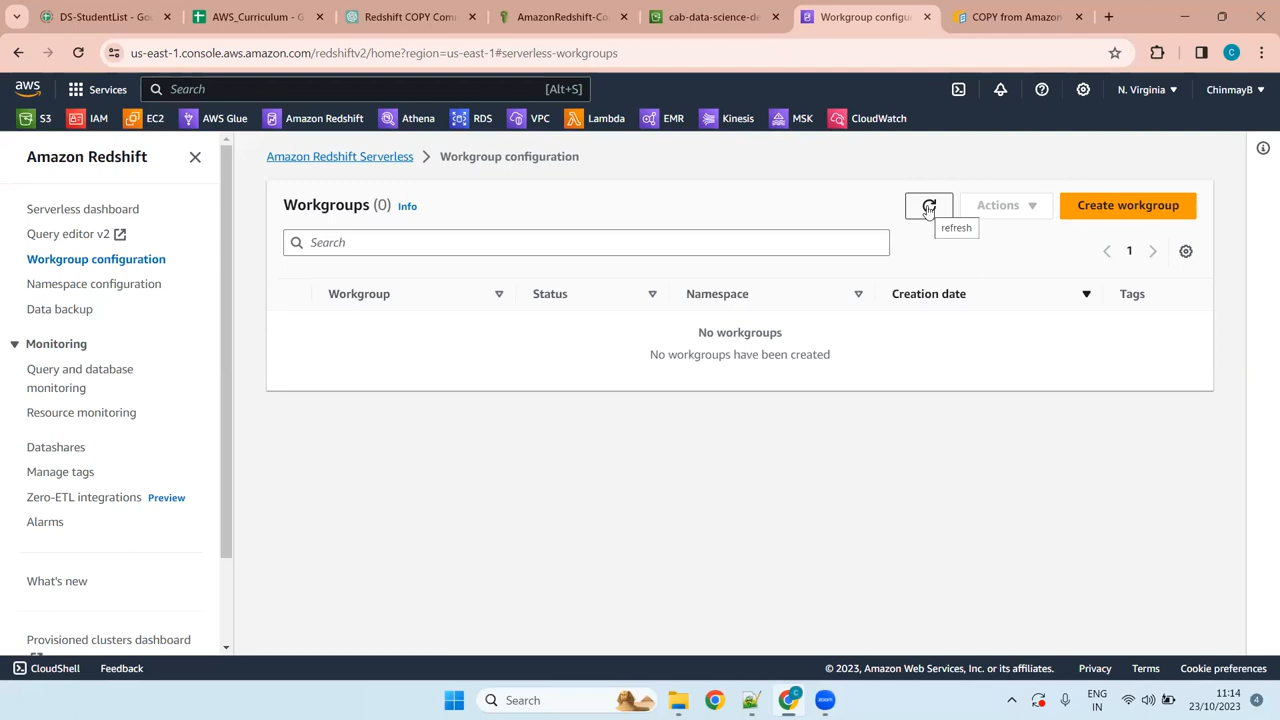 DS-StudentList - Goo
AWS_Curriculum - G
Redshift COPY Com
AmazonRedshift-Co
cab-data-science-de
Workgroup configu
COPY from Amazon
us-east-1.console.aws.amazon.com/redshiftv2/home?region=us-east-1#serverless-workgroups
C
aws
Services
Search
[Alt+S]
N. Virginia
ChinmayB
S3
IAM
EC2
AWS Glue
Amazon Redshift
Athena
RDS
VPC
Lambda
EMR
Kinesis
MSK
CloudWatch
Amazon Redshift
Serverless dashboard
Query editor v2
Workgroup configuration
Namespace configuration
Data backup
Monitoring
Query and database
monitoring
Resource monitoring
Datashares
Manage tags
Zero-ETL integrations Preview
Alarms
What's new
Provisioned clusters dashboard
Amazon Redshift Serverless > Workgroup configuration
Workgroups (0) Info
Actions
Create workgroup
refresh
Search
1
Workgroup
Status
Namespace
Creation date
Tags
No workgroups
No workgroups have been created
CloudShell
Feedback
© 2023, Amazon Web Services, Inc. or its affiliates.
Privacy
Terms
Cookie preferences
Search
C
zoom
ENG
IN
11:14
23/10/2023
4